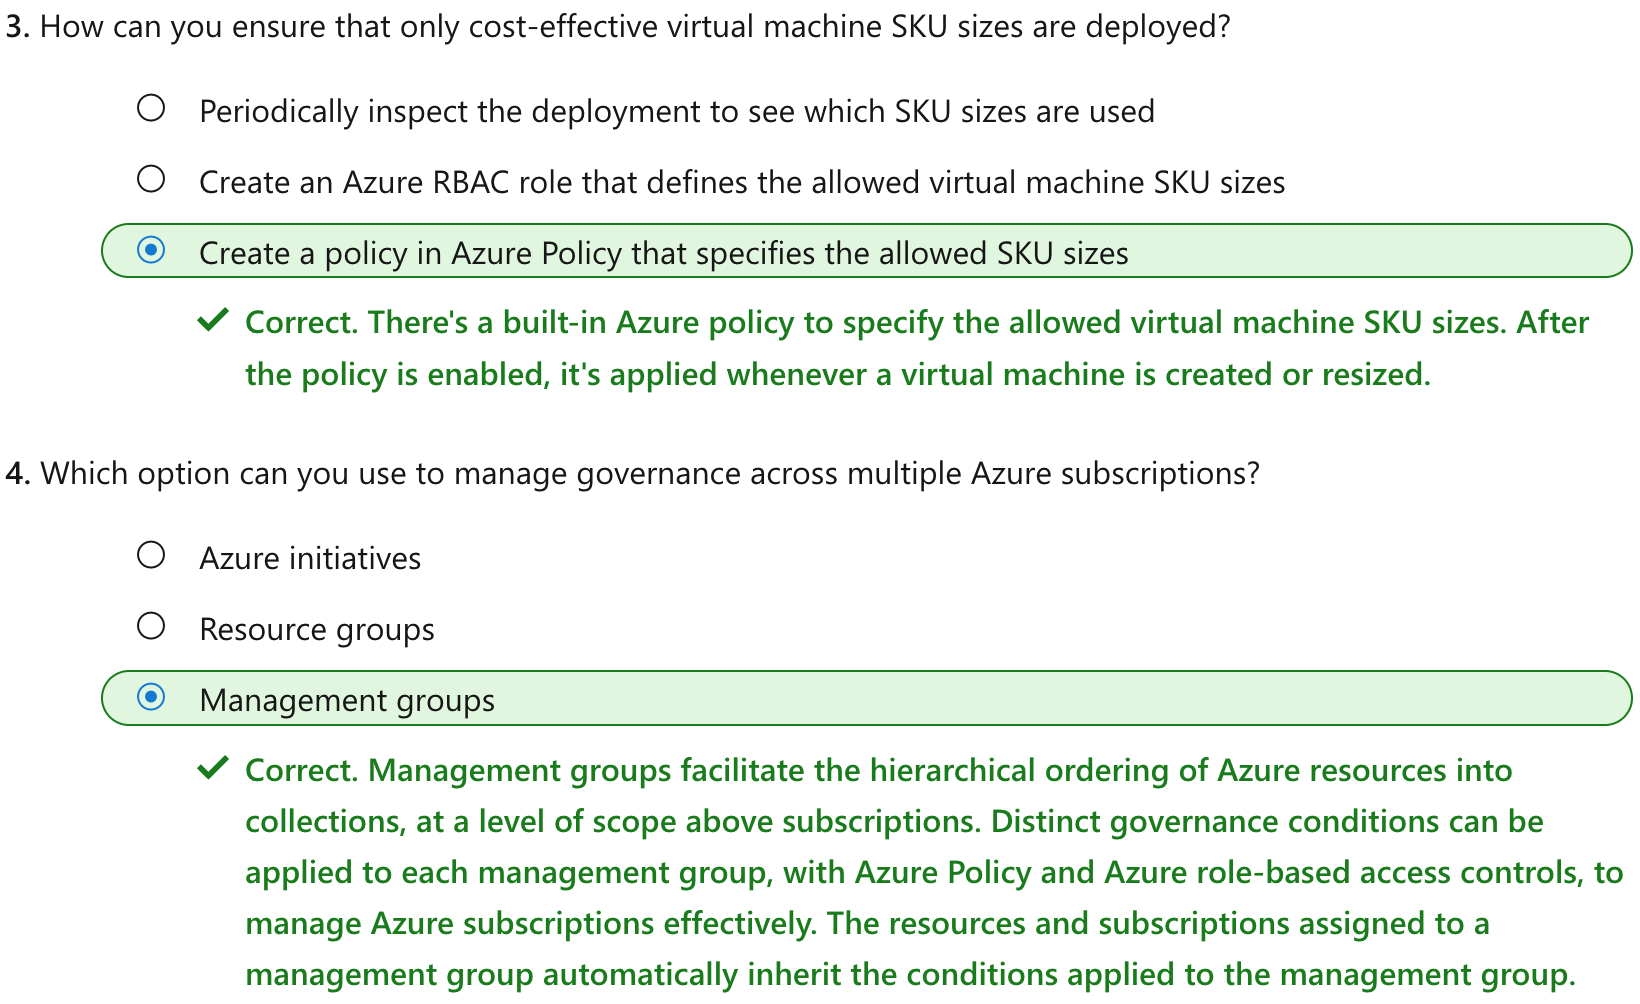 3. How can you ensure that only cost-effective virtual machine SKU sizes are deployed?
Periodically inspect the deployment to see which SKU sizes are used
Create an Azure RBAC role that defines the allowed virtual machine SKU sizes
Create a policy in Azure Policy that specifies the allowed SKU sizes
Correct. There's a built-in Azure policy to specify the allowed virtual machine SKU sizes. After
the policy is enabled, it's applied whenever a virtual machine is created or resized.
4. Which option can you use to manage governance across multiple Azure subscriptions?
Azure initiatives
Resource groups
Management groups
Correct. Management groups facilitate the hierarchical ordering of Azure resources into
collections, at a level of scope above subscriptions. Distinct governance conditions can be
applied to each management group, with Azure Policy and Azure role-based access controls, to
manage Azure subscriptions effectively. The resources and subscriptions assigned to a
management group automatically inherit the conditions applied to the management group.